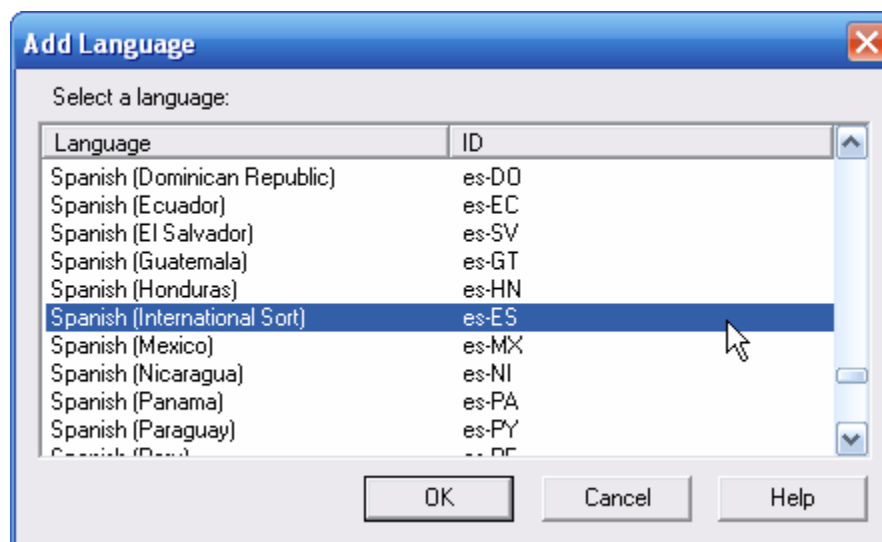 Add Language
Select a language:
Language ID
Spanish (Dominican Republic) es-DO
Spanish (Ecuador) es-EC
Spanish (El Salvador) es-SV
Spanish (Guatemala) es-GT
Spanish (Honduras) es-HN
Spanish (International Sort) es-ES
Spanish (Mexico) es-MX
Spanish (Nicaragua) es-NI
Spanish (Panama) es-PA
Spanish (Paraguay) es-PY
OK Cancel Help